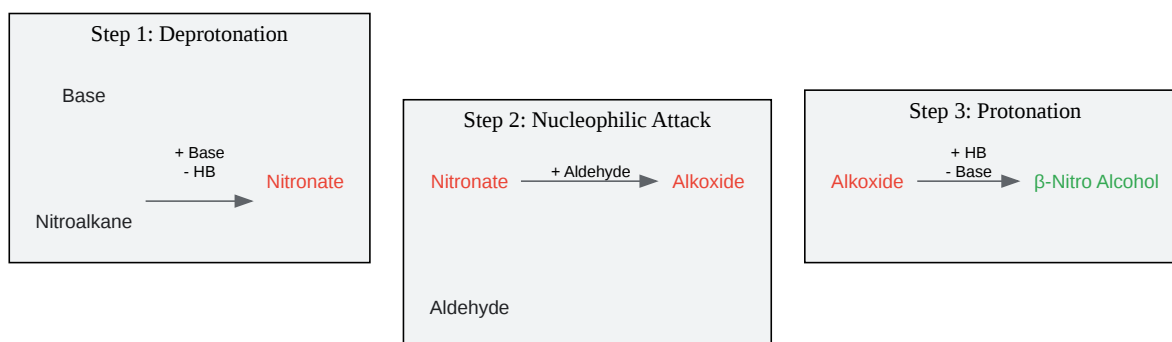 Step 1: Deprotonation
Base
+ Base
- HB
Nitronate
Nitroalkane
Step 2: Nucleophilic Attack
Nitronate
+ Aldehyde
Alkoxide
Aldehyde
Step 3: Protonation
+ HB
- Base
Alkoxide
β-Nitro Alcohol